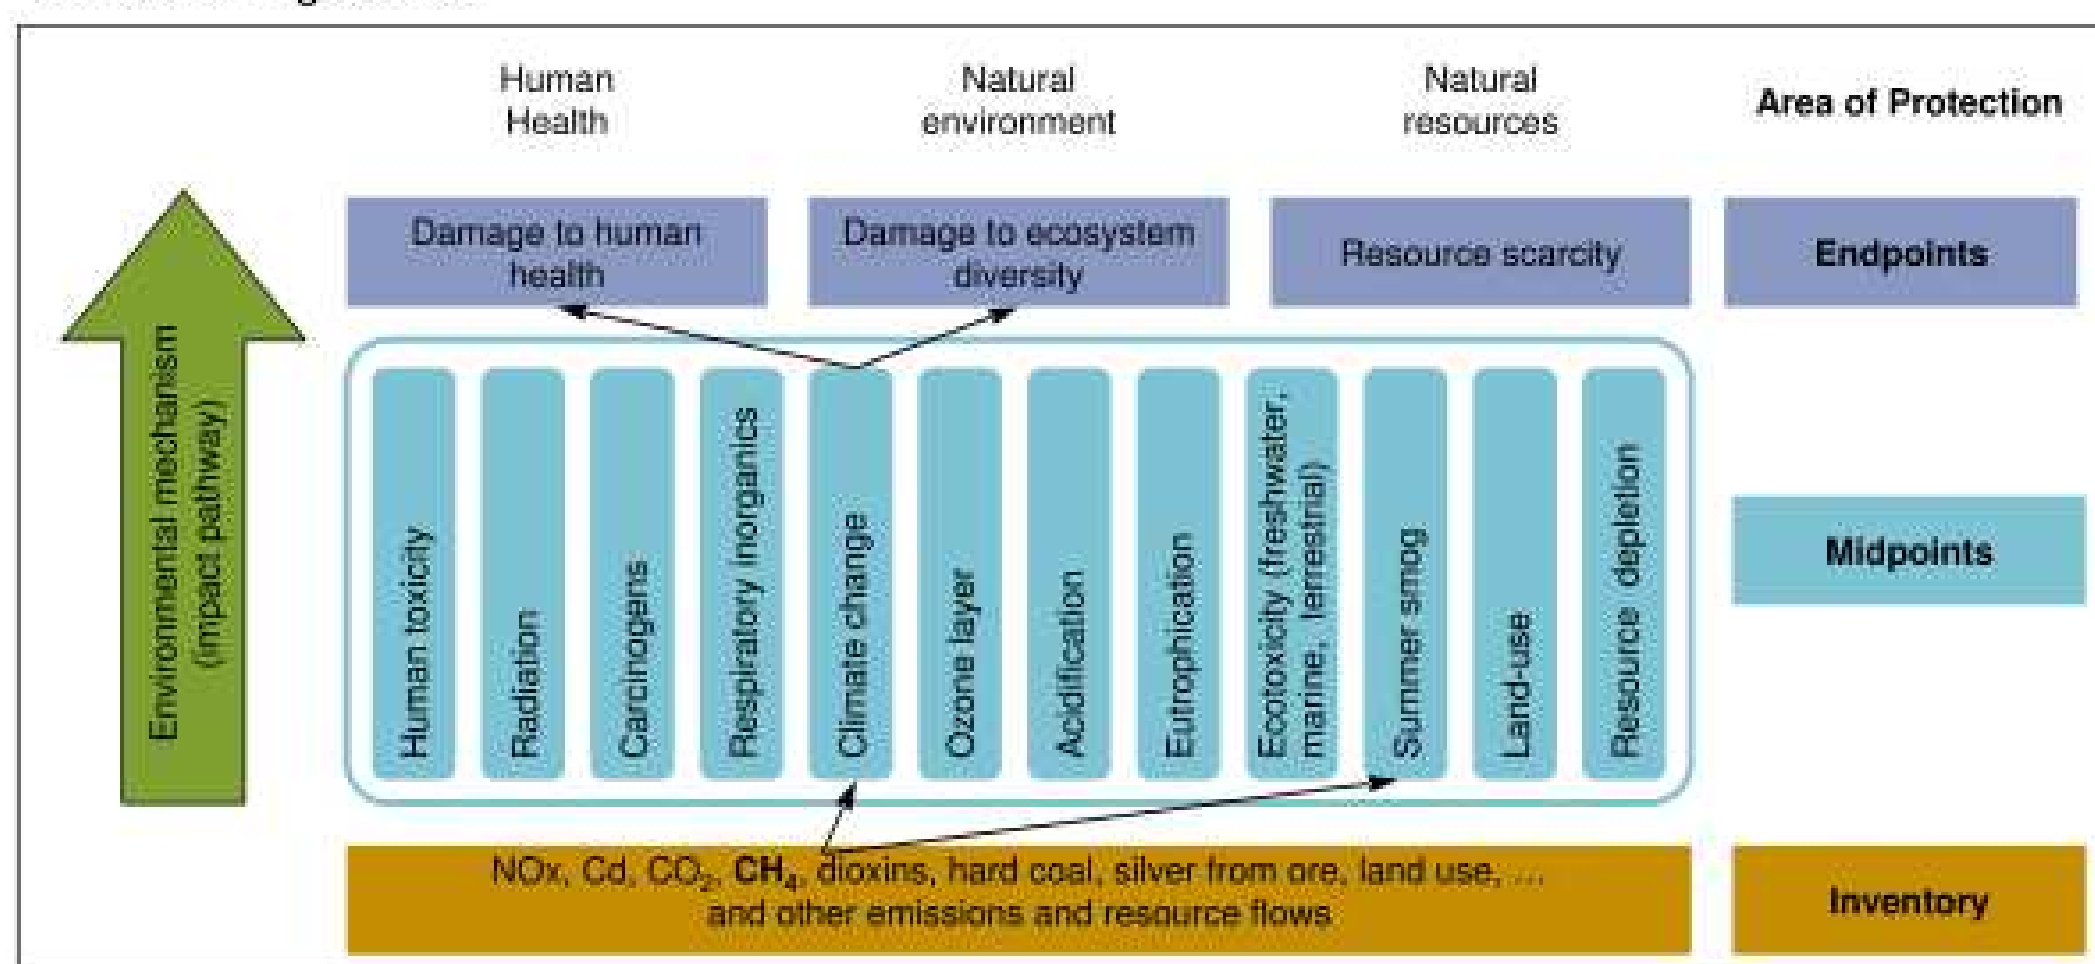 Human
Health
Natural
environment
Natural
resources
Area of Protection
Damage to human
health
Damage to ecosystem
diversity
Resource scarcity
Endpoints
Environmental mechanism
(impact pathway)
Human toxicity
Radiation
Carcinogens
Respiratory inorganics
Climate change
Ozone layer
Acidification
Eutrophication
Ecotoxicity (freshwater,
marine, terrestrial)
Summer smog
Land-use
Resource depletion
Midpoints
NOx, Cd, CO₂, CH₄, dioxins, hard coal, silver from ore, land use, …
and other emissions and resource flows
Inventory